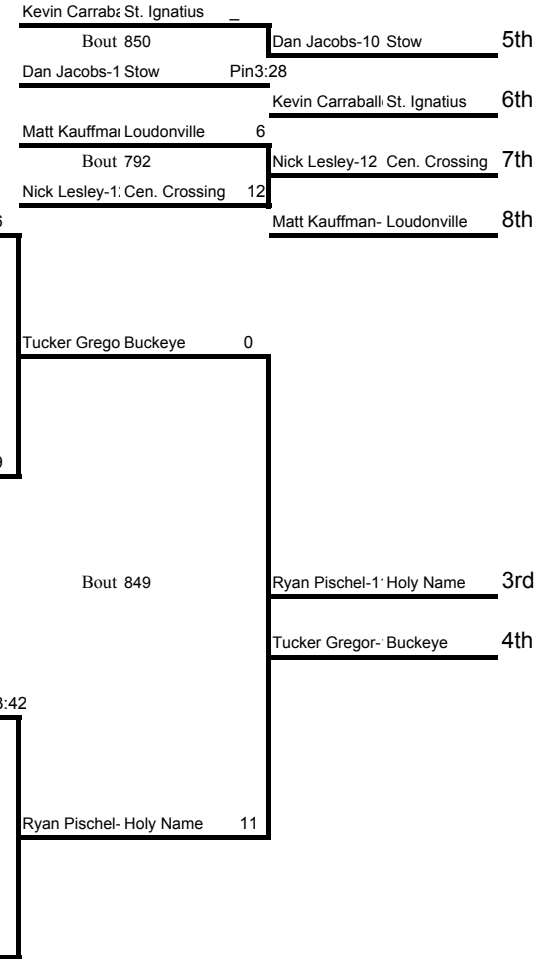 Kevin Carraba St. Ignatius _
Bout 850 Dan Jacobs-10 Stow 5th
Dan Jacobs-1 Stow Pin3:28
Kevin Carraball St. Ignatius 6th
Matt Kauffmar Loudonville 6
Bout 792 Nick Lesley-12 Cen. Crossing 7th
Nick Lesley-1 Cen. Crossing 12
Matt Kauffman- Loudonville 8th
Tucker Grego Buckeye 0
Bout 849 Ryan Pischel-1 Holy Name 3rd
Tucker Gregor- Buckeye 4th
:42
Ryan Pischel- Holy Name 11